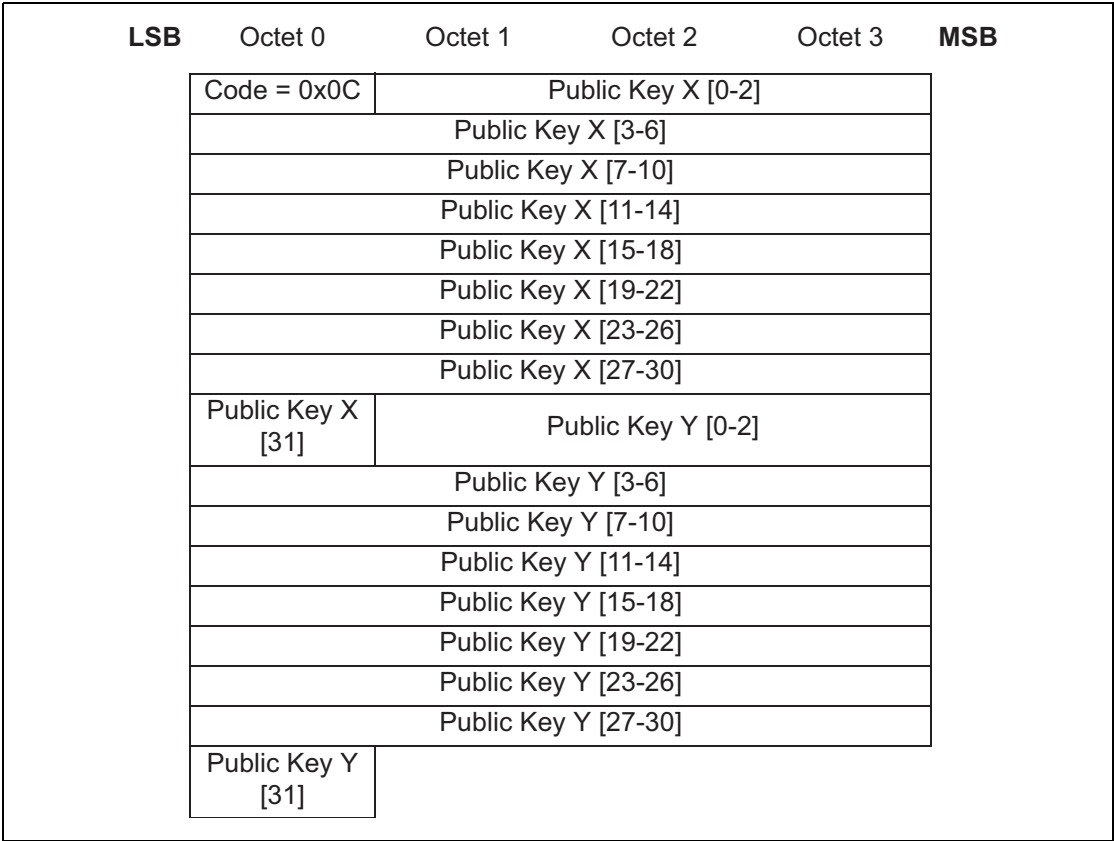 LSB Octet 0 Octet 1 Octet 2 Octet 3 MSB
Code = 0x0C Public Key X [0-2]
Public Key X [3-6]
Public Key X [7-10]
Public Key X [11-14]
Public Key X [15-18]
Public Key X [19-22]
Public Key X [23-26]
Public Key X [27-30]
Public Key X
[31]
Public Key Y [0-2]
Public Key Y [3-6]
Public Key Y [7-10]
Public Key Y [11-14]
Public Key Y [15-18]
Public Key Y [19-22]
Public Key Y [23-26]
Public Key Y [27-30]
Public Key Y
[31]